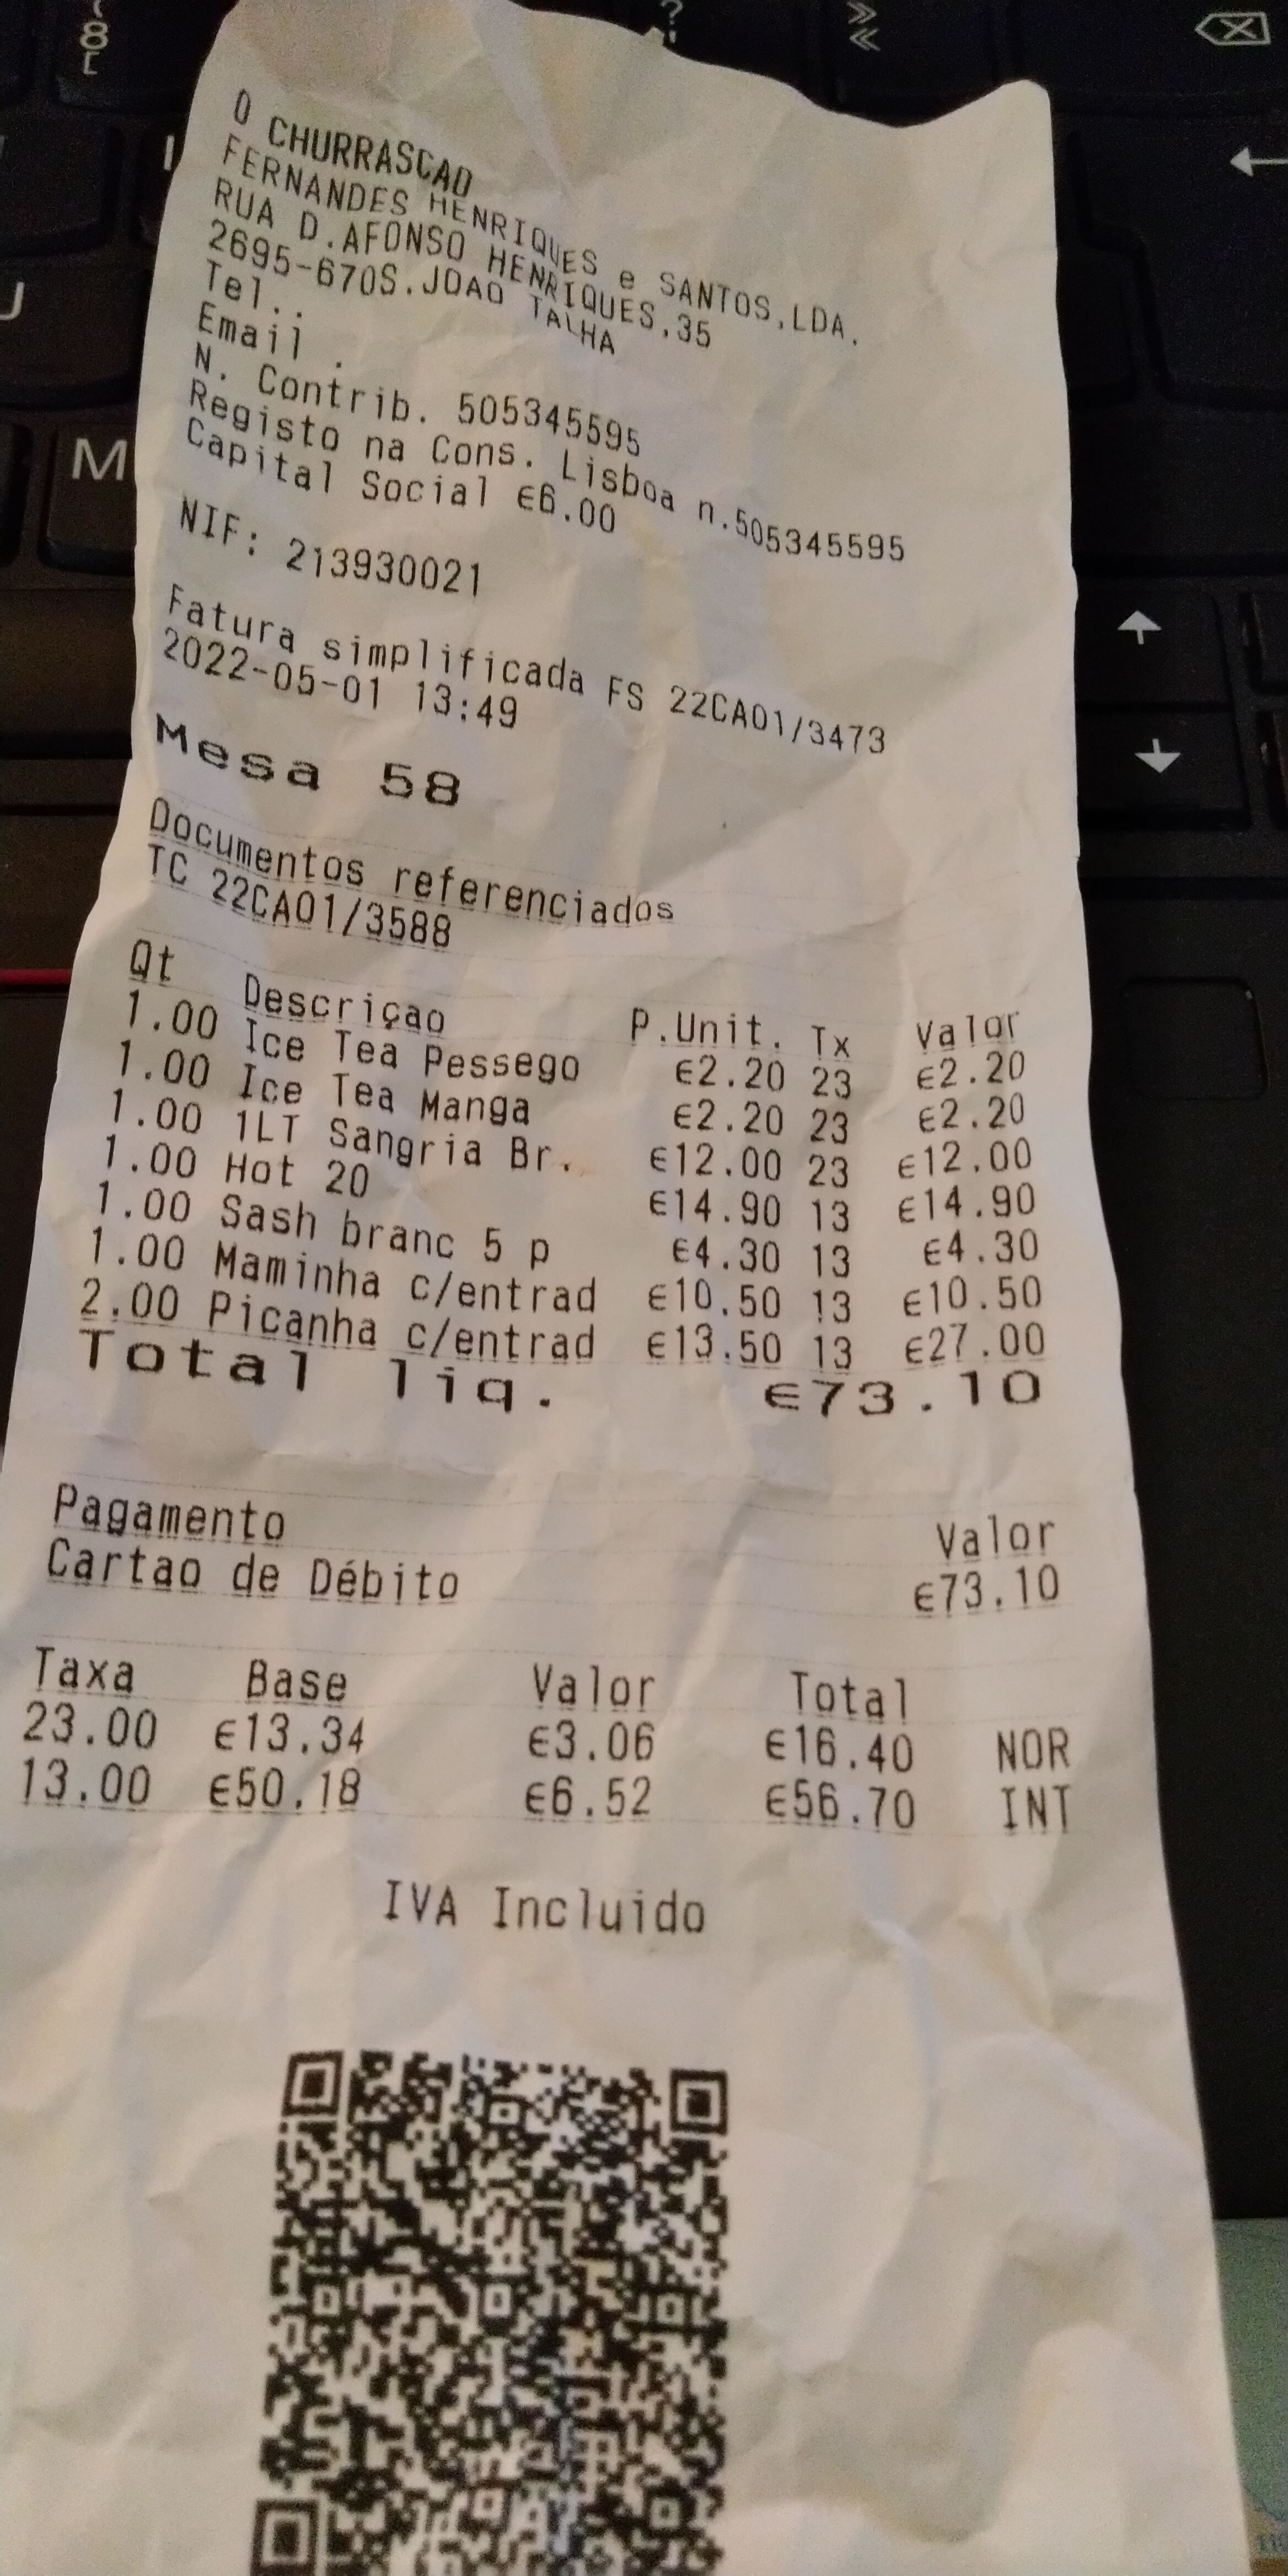 O CHURRASCAO
FERNANDES HENRIQUES e SANTOS,LDA.
RUA D.AFONSO HENRIQUES,35
2695-670S.JOAO TALHA
Tel.:
Email .
N. Contrib. 505345595
Registo na Cons. Lisboa n.505345595
Capital Social €6.00
NIF: 213930021
Fatura simplificada FS 22CA01/3473
2022-05-01 13:49
Mesa 58
Documentos referenciados
TC 22CA01/3588
Qt Descriçao P.Unit. Tx Valor
1.00 Ice Tea Pessego €2.20 23 €2.20
1.00 Ice Tea Manga €2.20 23 €2.20
1.00 1LT Sangria Br. €12.00 23 €12.00
1.00 Hot 20 €14.90 13 €14.90
1.00 Sash branc 5 p €4.30 13 €4.30
1.00 Maminha c/entrad €10.50 13 €10.50
2.00 Picanha c/entrad €13.50 13 €27.00
Total liq. €73.10
Pagamento Valor
Cartao de Débito €73.10
Taxa Base Valor Total
23.00 €13.34 €3.06 €16.40 NOR
13.00 €50.18 €6.52 €56.70 INT
IVA Incluido
M